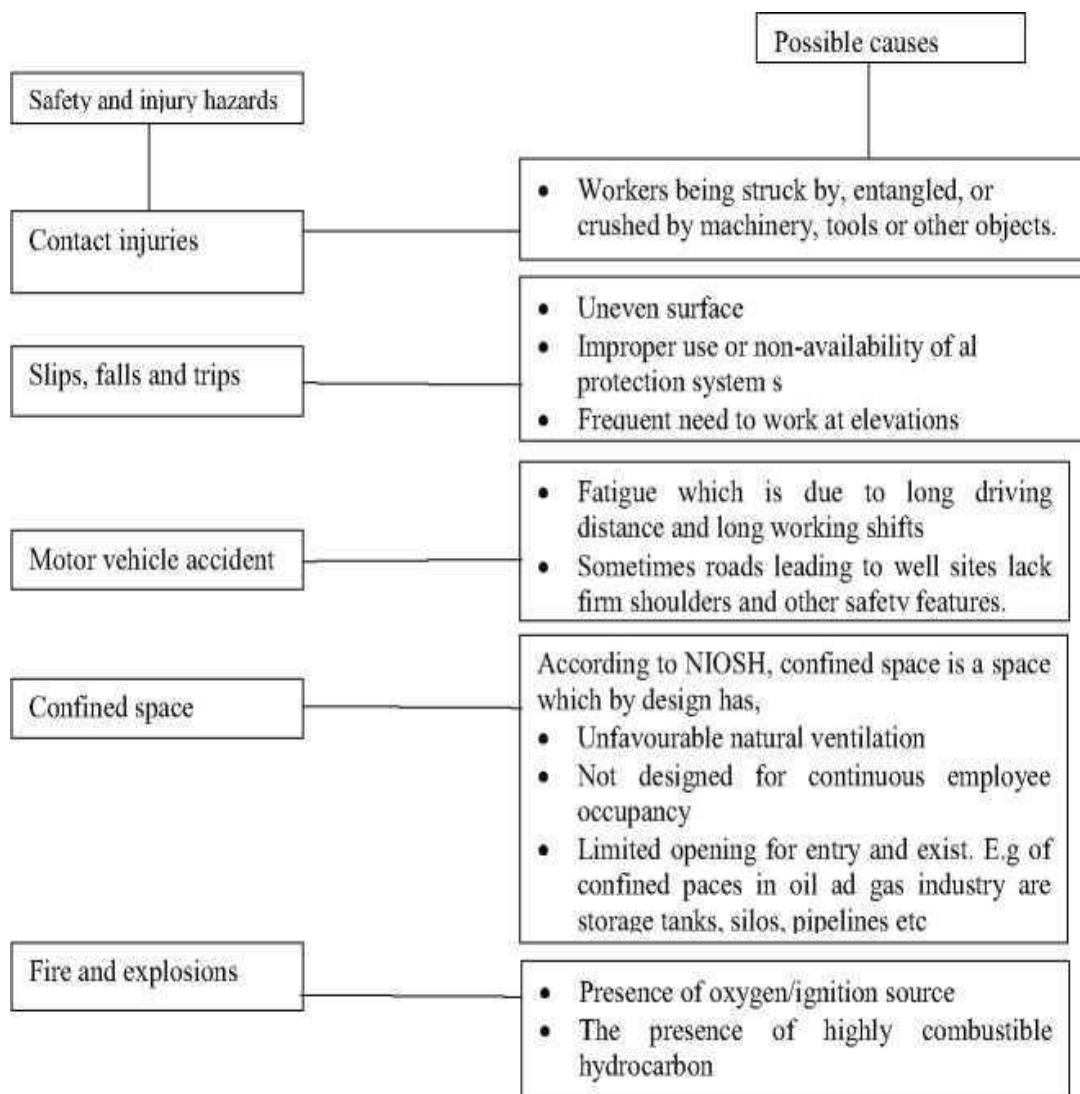 Possible causes
Safety and injury hazards
Contact injuries
• Workers being struck by, entangled, or
crushed by machinery, tools or other objects.
Slips, falls and trips
• Uneven surface
• Improper use or non-availability of al
protection system s
• Frequent need to work at elevations
Motor vehicle accident
• Fatigue which is due to long driving
distance and long working shifts
• Sometimes roads leading to well sites lack
firm shoulders and other safety features.
Confined space
According to NIOSH, confined space is a space
which by design has,
• Unfavourable natural ventilation
• Not designed for continuous employee
occupancy
• Limited opening for entry and exist. E.g of
confined paces in oil ad gas industry are
storage tanks, silos, pipelines etc
Fire and explosions
• Presence of oxygen/ignition source
• The presence of highly combustible
hydrocarbon